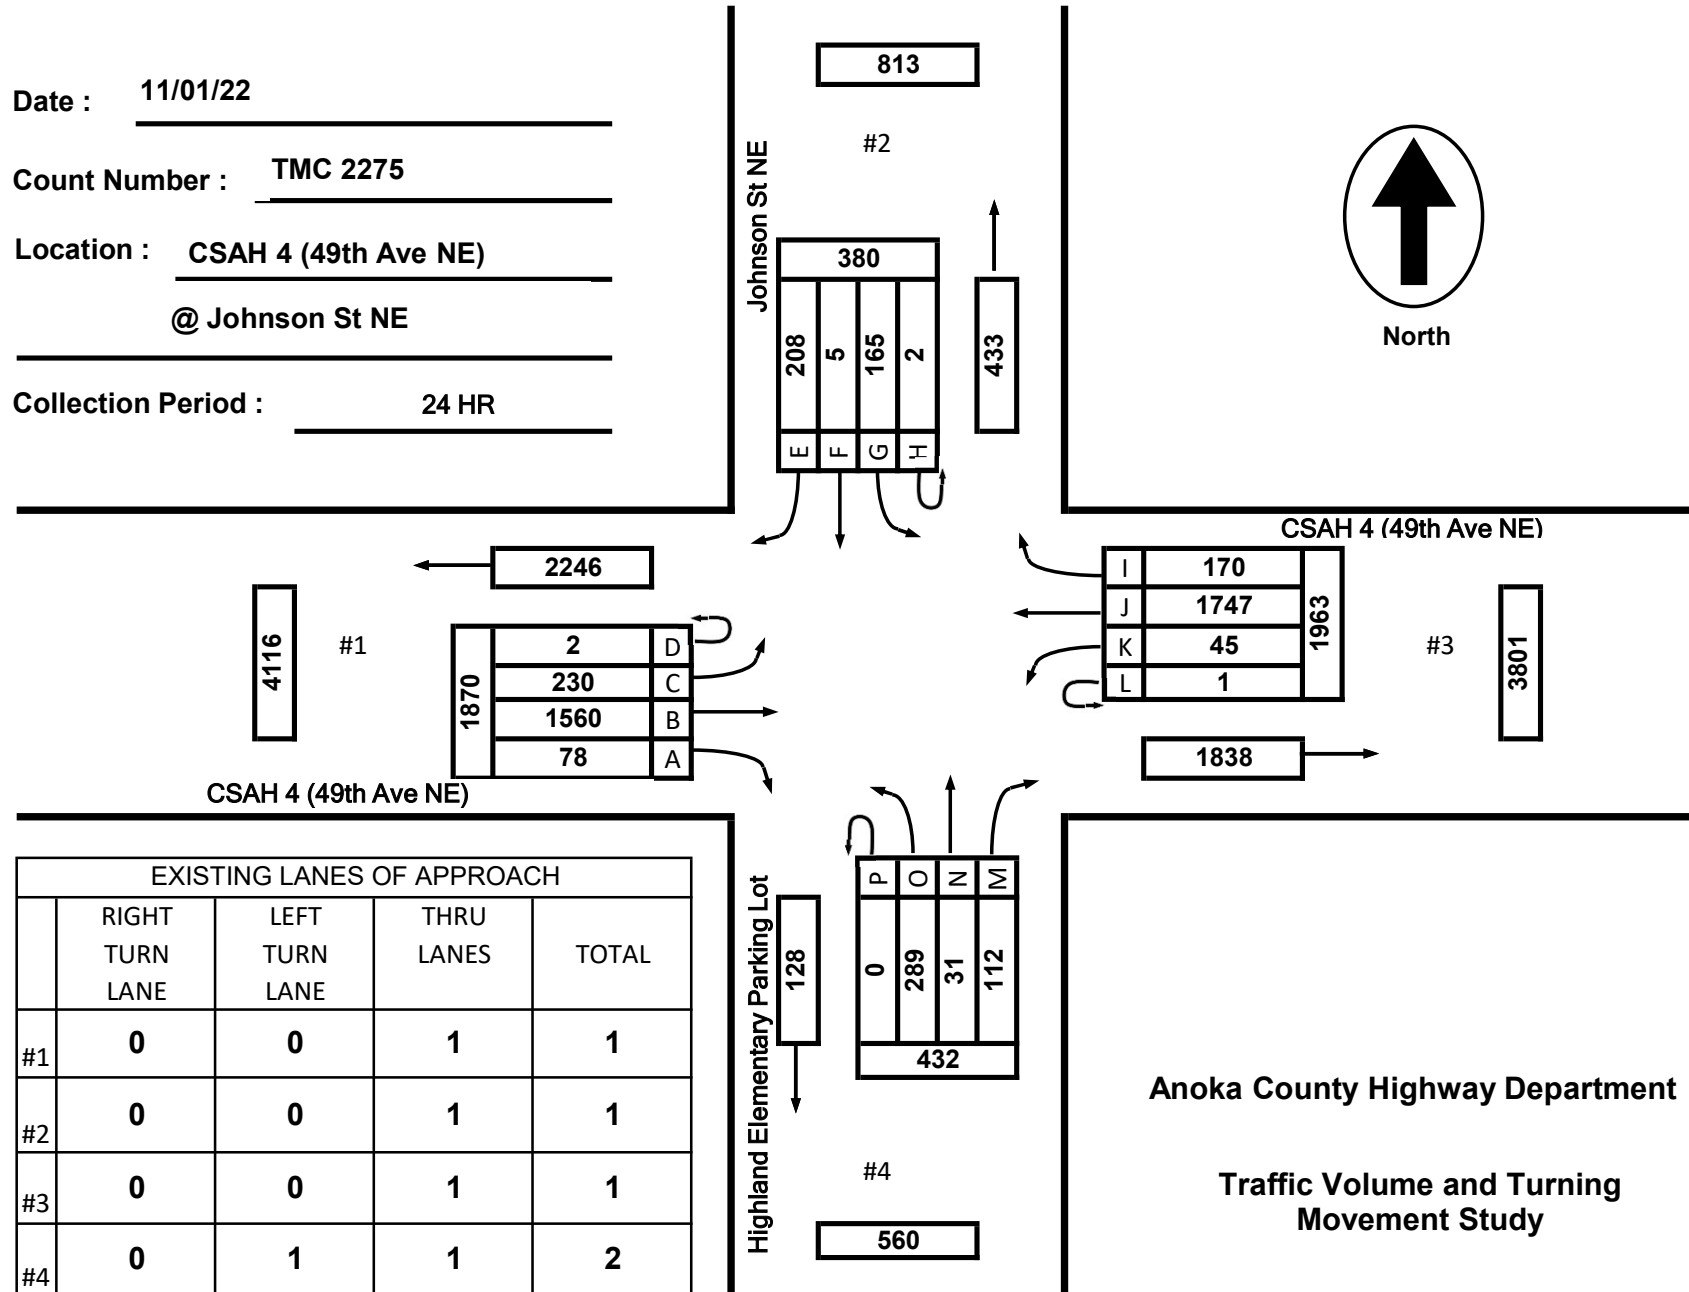 Date : 11/01/22
Count Number : TMC 2275
Location : CSAH 4 (49th Ave NE)
@ Johnson St NE
Collection Period : 24 HR
813
#2
Johnson St NE
380
208 5 165 2
E F G H
433
North
CSAH 4 (49th Ave NE)
2246
4116
#1
1870
2 D
230 C
1560 B
78 A
CSAH 4 (49th Ave NE)
I 170
J 1747
K 45
L 1
1963
#3
3801
1838
Highland Elementary Parking Lot
128
P O N M
0 289 31 112
432
#4
560
EXISTING LANES OF APPROACH
RIGHT TURN LANE
LEFT TURN LANE
THRU LANES
TOTAL
#1 0 0 1 1
#2 0 0 1 1
#3 0 0 1 1
#4 0 1 1 2
Anoka County Highway Department
Traffic Volume and Turning
Movement Study